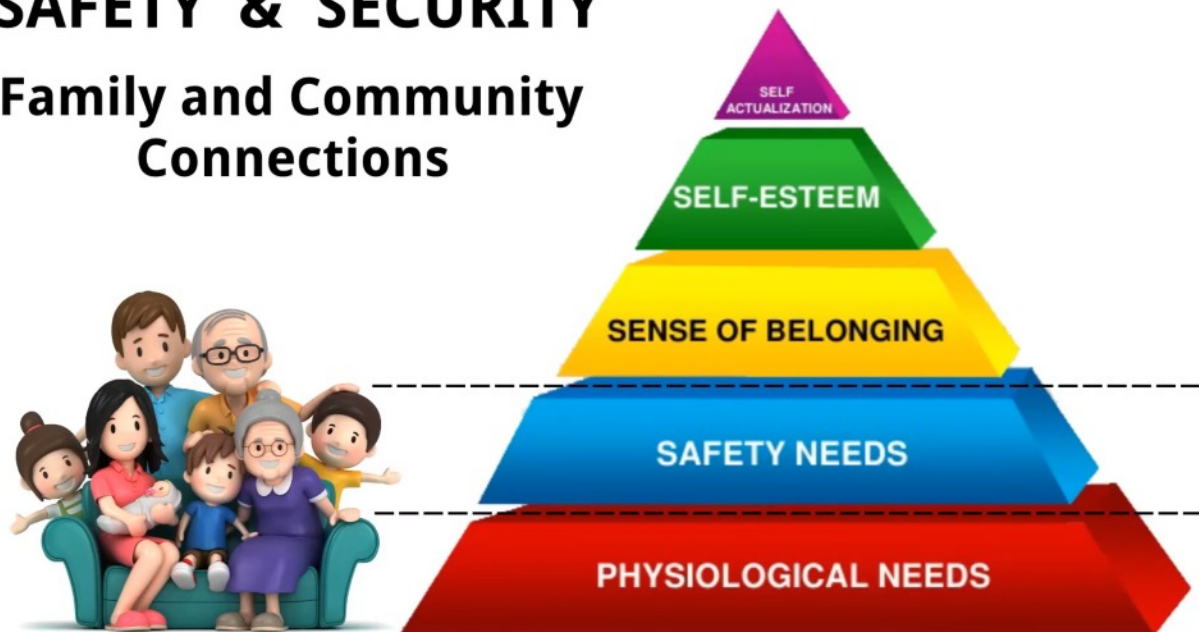 SAFETY & SECURITY
Family and Community
Connections
SELF
ACTUALIZATION
SELF-ESTEEM
SENSE OF BELONGING
SAFETY NEEDS
PHYSIOLOGICAL NEEDS